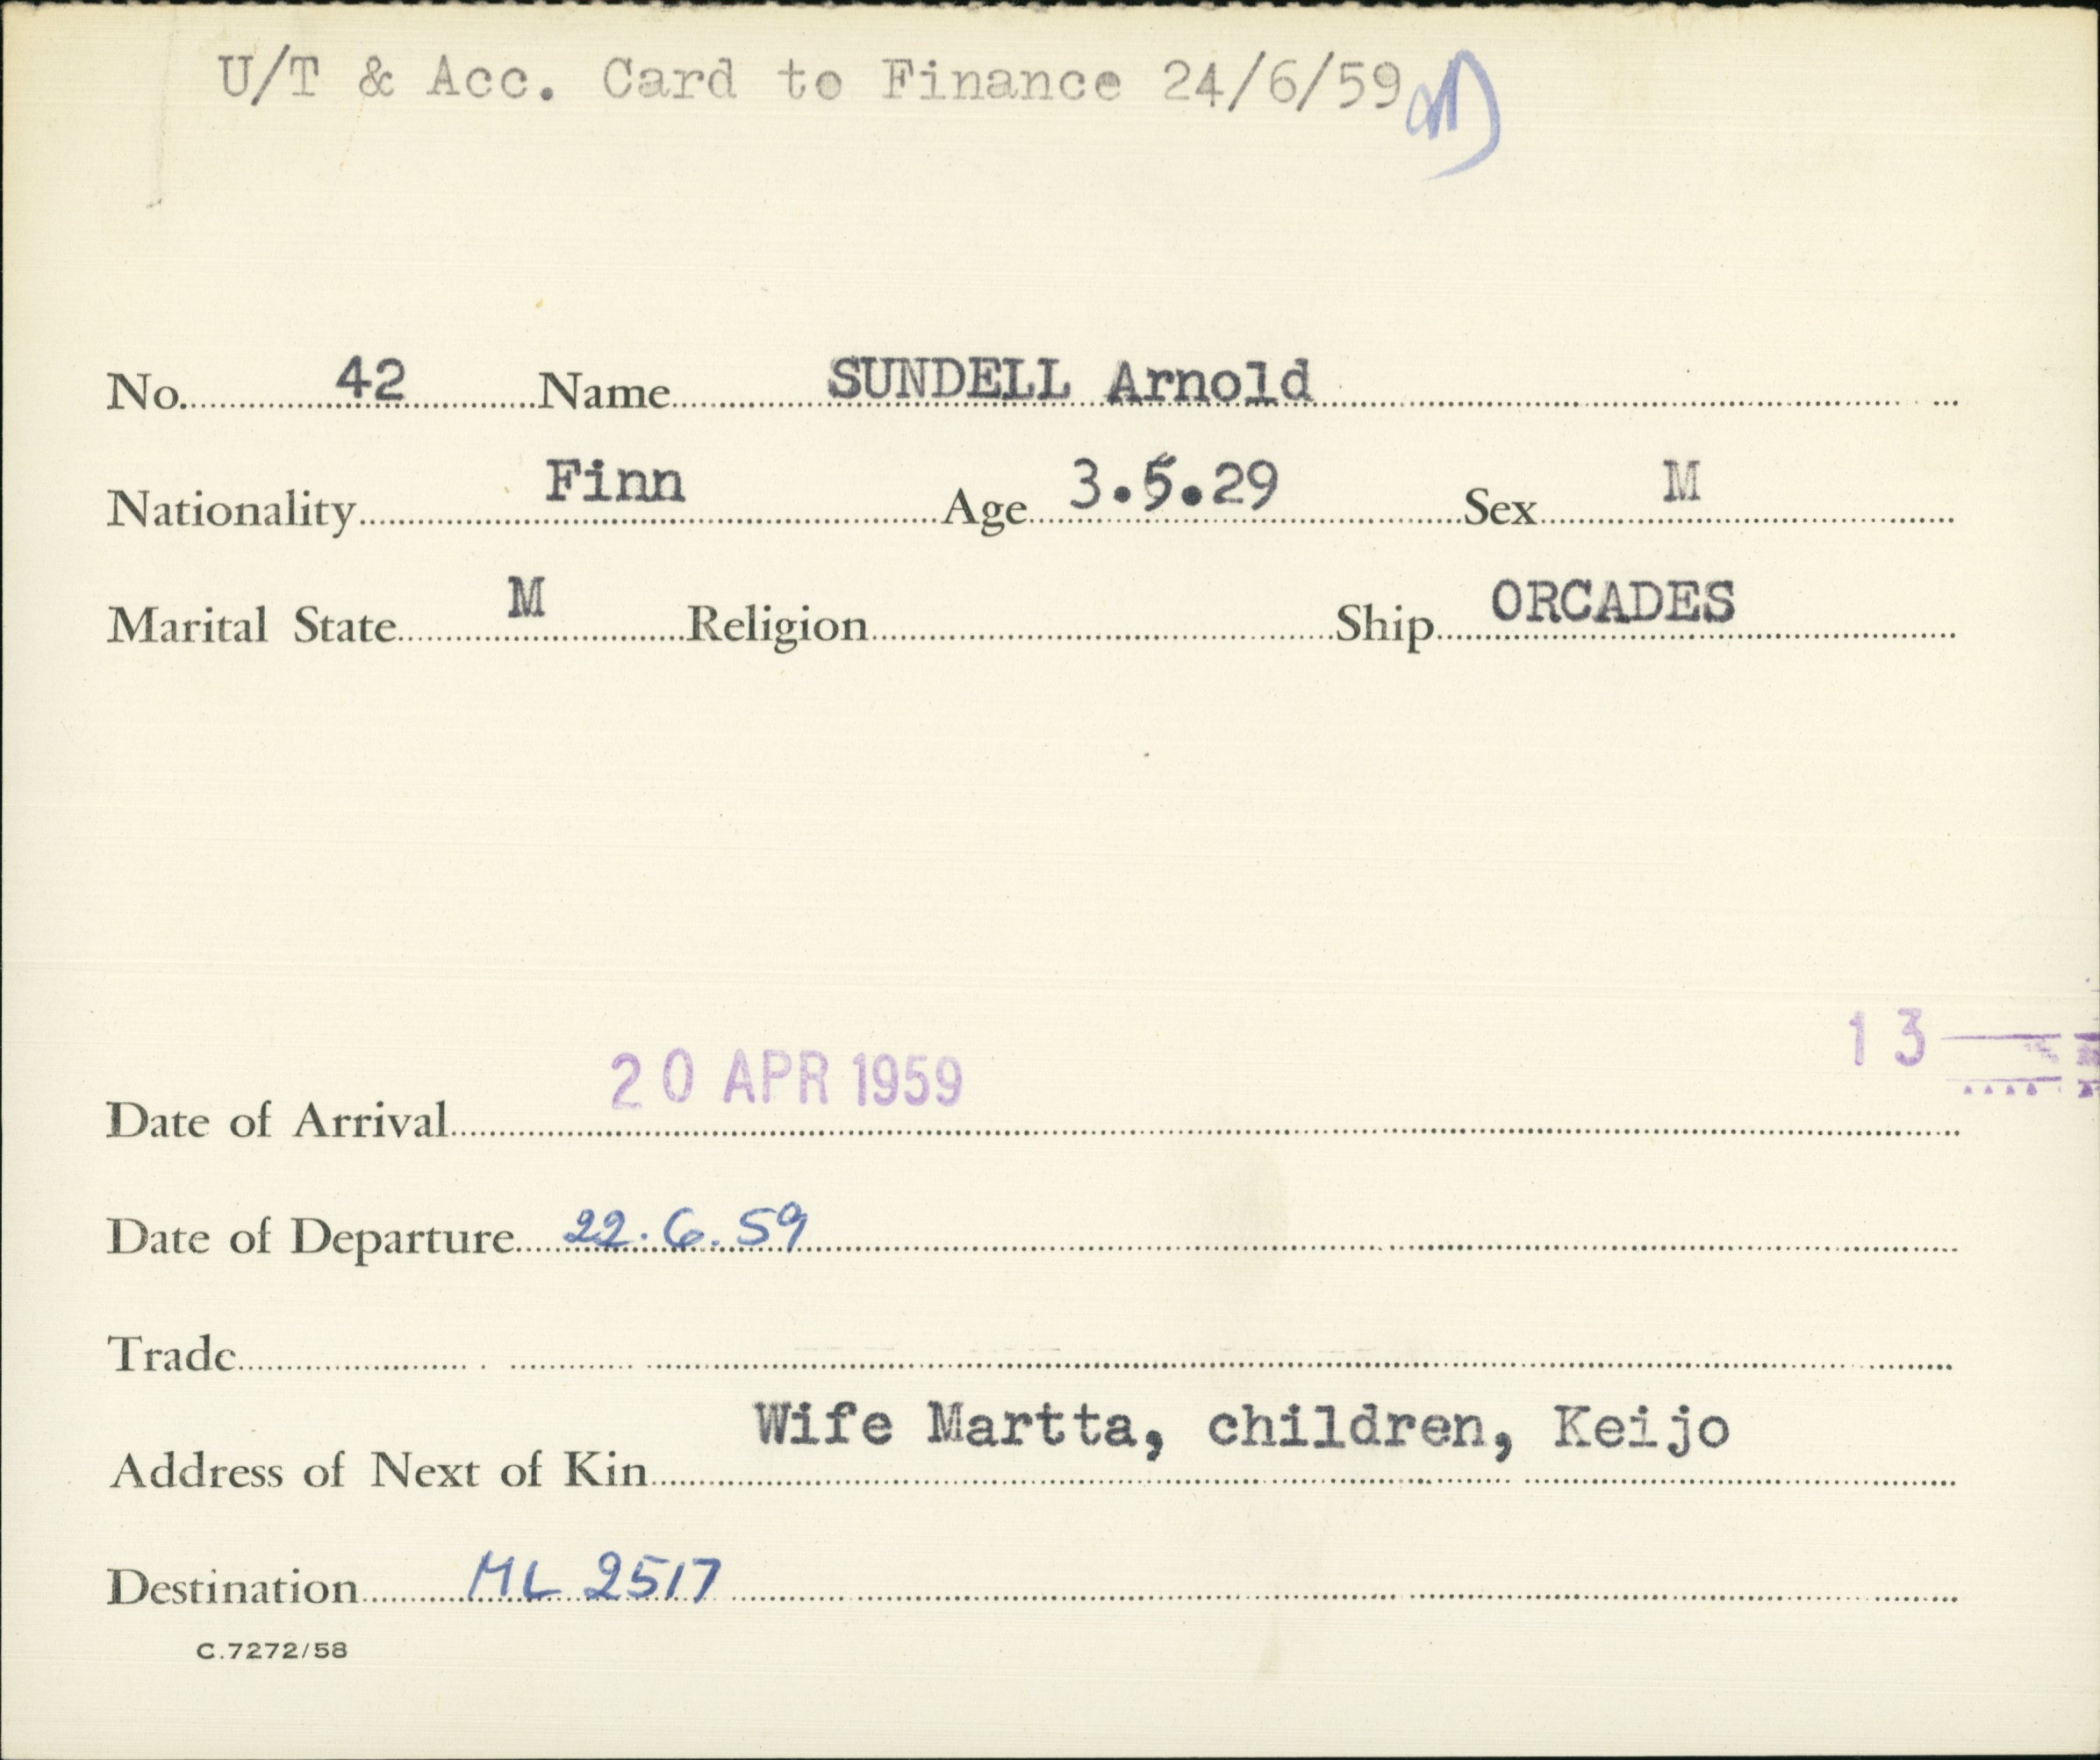 U/T & Acc. Card to Finance 24/6/59
No. 42 Name SUNDELL Arnold
Nationality Finn Age 3.5.29 Sex M
Marital State M Religion Ship ORCADES
13
20 APR 1959
Date of Arrival
Date of Departure 22.6.59
Trade
Wife Martta, children, Keijo
Address of Next of Kin
Destination ML 2517
C.7272/58